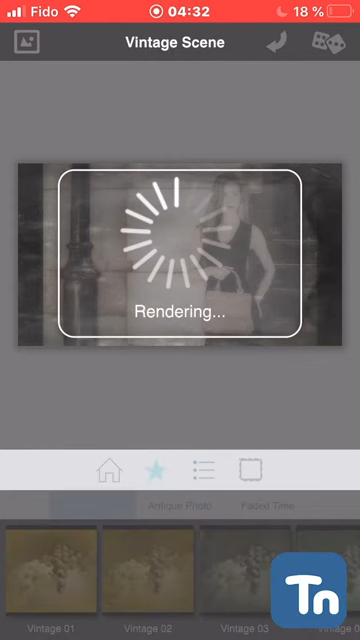 Fido 04:32 18 %
Vintage Scene
Rendering...
Antique Photo Faded Time
Vintage 01 Vintage 02 Vintage 03
Tn